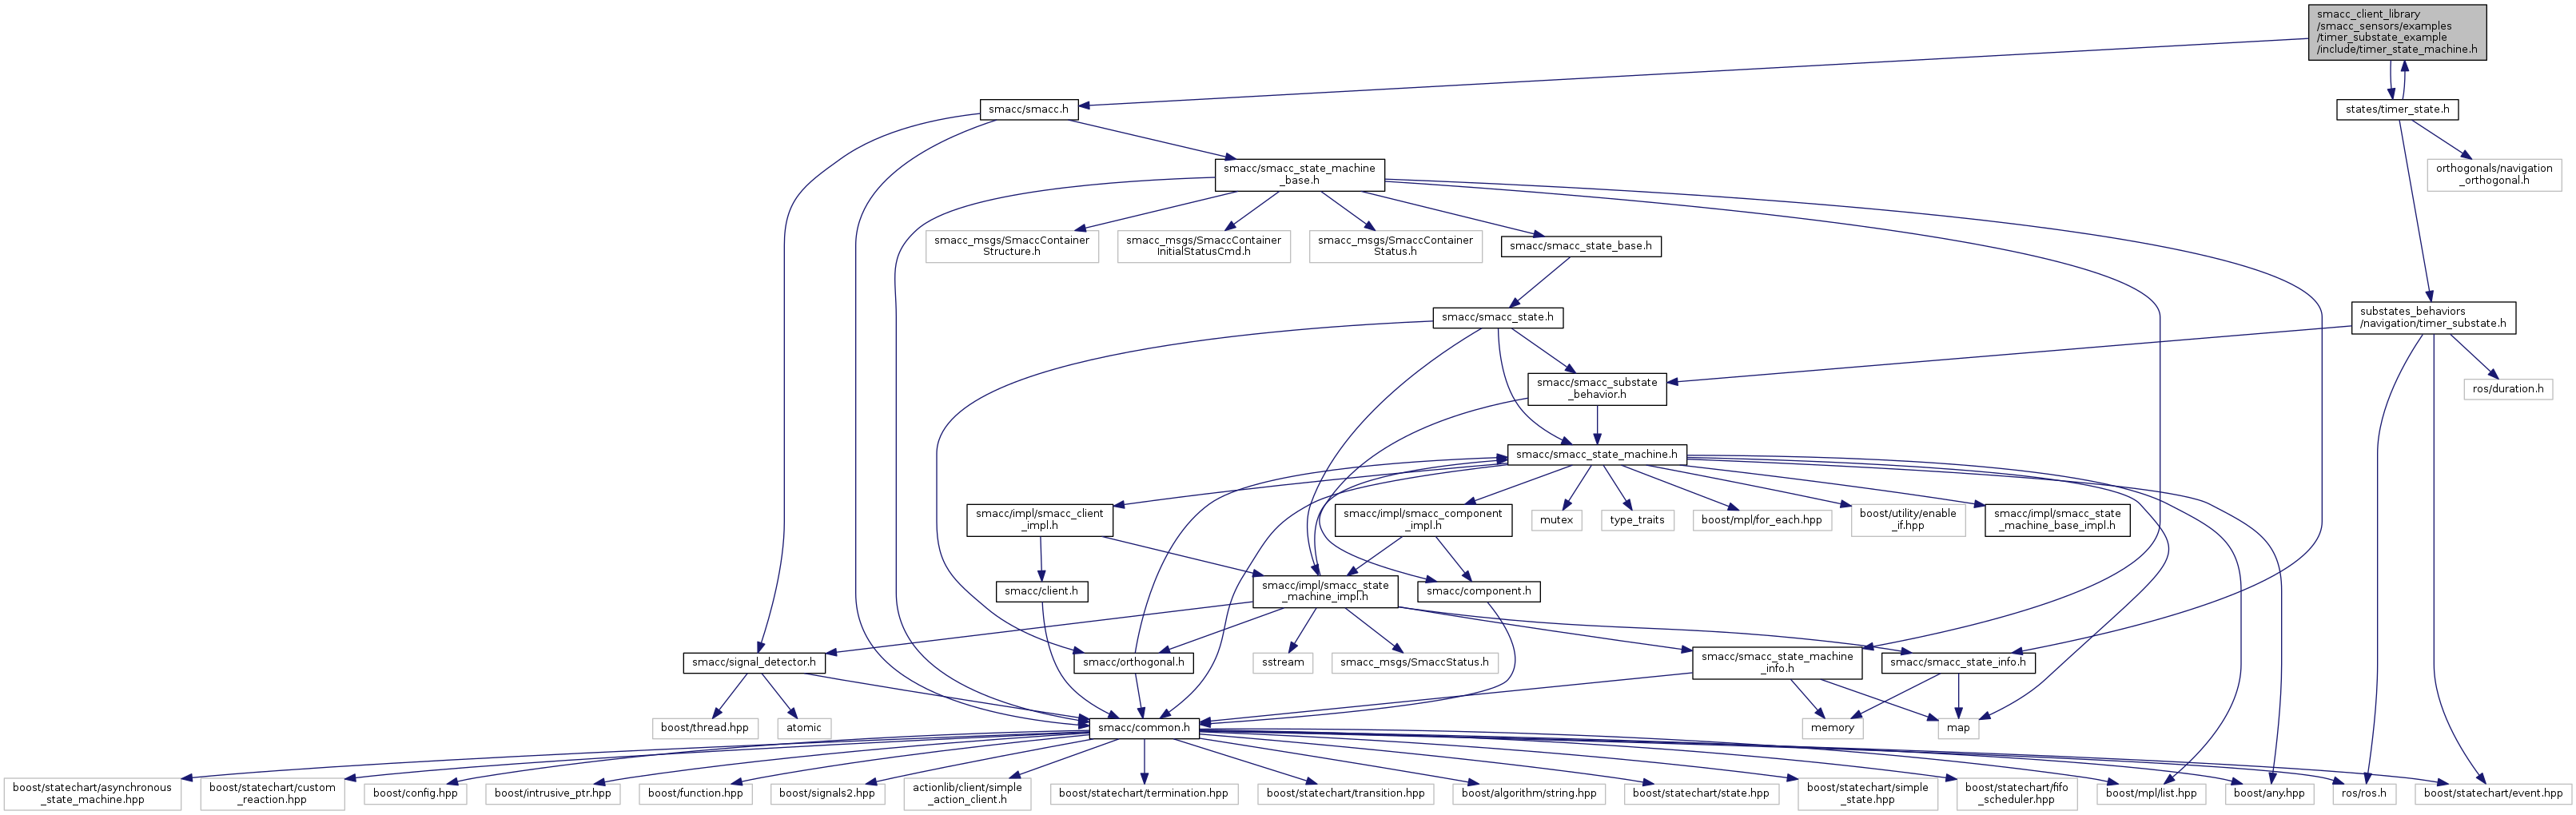 smacc_client_library
/smacc_sensors/examples
/timer_substate_example
/include/timer_state_machine.h
smacc/smacc.h
states/timer_state.h
smacc/smacc_state_machine
_base.h
orthogonals/navigation
_orthogonal.h
smacc_msgs/SmaccContainer
Structure.h
smacc_msgs/SmaccContainer
InitialStatusCmd.h
smacc_msgs/SmaccContainer
Status.h
smacc/smacc_state_base.h
smacc/smacc_state.h
substates_behaviors
/navigation/timer_substate.h
smacc/smacc_substate
_behavior.h
ros/duration.h
smacc/smacc_state_machine.h
smacc/impl/smacc_client
_impl.h
smacc/impl/smacc_component
_impl.h
mutex
type_traits
boost/mpl/for_each.hpp
boost/utility/enable
_if.hpp
smacc/impl/smacc_state
_machine_base_impl.h
smacc/client.h
smacc/impl/smacc_state
_machine_impl.h
smacc/component.h
smacc/signal_detector.h
smacc/orthogonal.h
sstream
smacc_msgs/SmaccStatus.h
smacc/smacc_state_machine
_info.h
smacc/smacc_state_info.h
boost/thread.hpp
atomic
smacc/common.h
memory
map
boost/statechart/asynchronous
_state_machine.hpp
boost/statechart/custom
_reaction.hpp
boost/config.hpp
boost/intrusive_ptr.hpp
boost/function.hpp
boost/signals2.hpp
actionlib/client/simple
_action_client.h
boost/statechart/termination.hpp
boost/statechart/transition.hpp
boost/algorithm/string.hpp
boost/statechart/state.hpp
boost/statechart/simple
_state.hpp
boost/statechart/fifo
_scheduler.hpp
boost/mpl/list.hpp
boost/any.hpp
ros/ros.h
boost/statechart/event.hpp